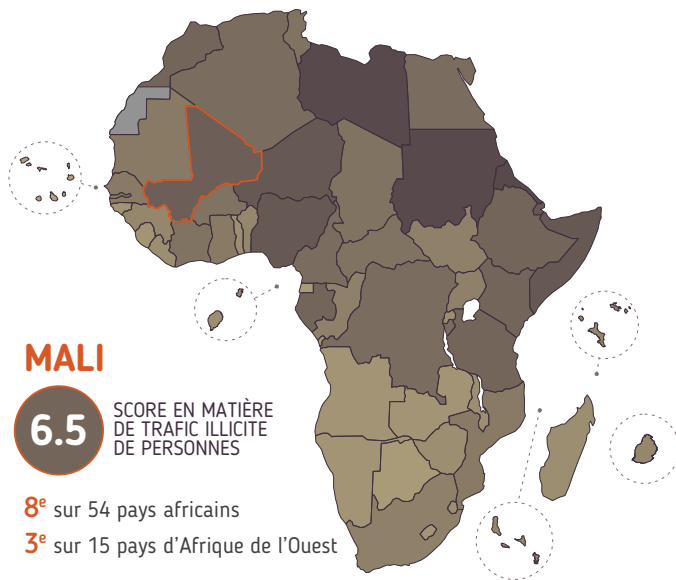 MALI
6.5
SCORE EN MATIÈRE
DE TRAFIC ILLICITE
DE PERSONNES
8e sur 54 pays africains
3e sur 15 pays d'Afrique de l'Ouest